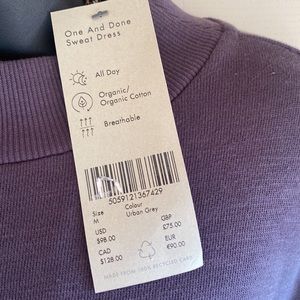 One And Done
Sweat Dress
All Day
Organic/
Organic Cotton
Breathable
5059121367429
Size
M
Colour
Urban Grey
USD
$98.00
GBP
£75.00
CAD
$128.00
EUR
€90.00
MADE FROM 100% RECYCLED CARD